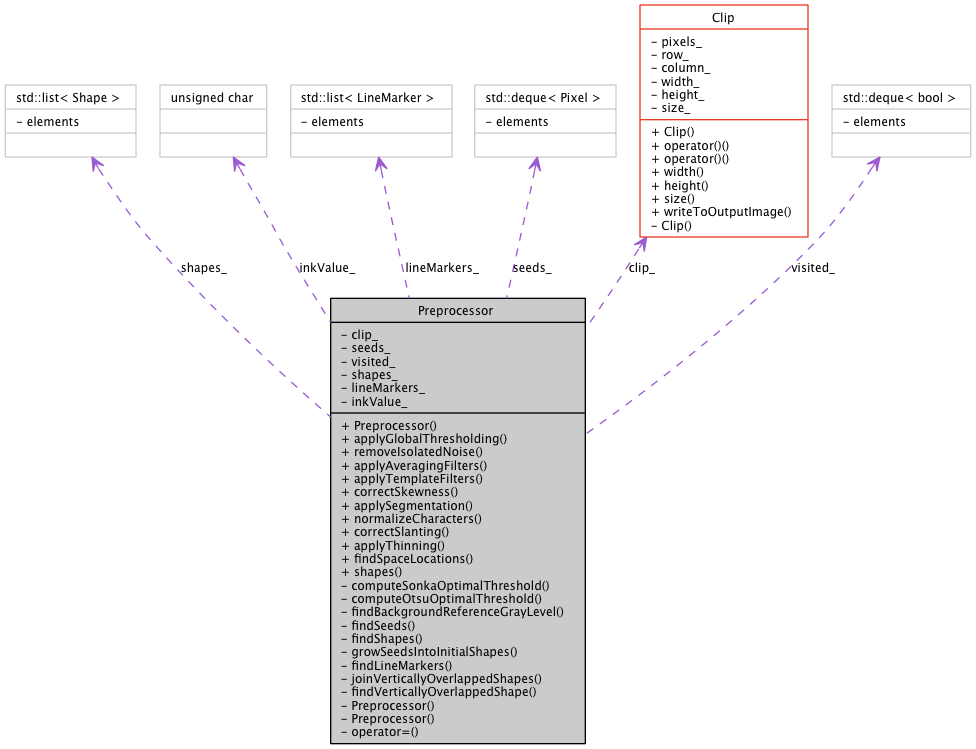 Clip
- pixels_
- row_
- column_
- width_
- height_
- size_
+ Clip()
+ operator()()
+ operator()()
+ width()
+ height()
+ size()
+ writeToOutputImage()
- Clip()
std::list< Shape >
- elements
unsigned char
std::list< LineMarker >
- elements
std::deque< Pixel >
- elements
std::deque< bool >
- elements
shapes_
inkValue_
lineMarkers_
seeds_
clip_
visited_
Preprocessor
- clip_
- seeds_
- visited_
- shapes_
- lineMarkers_
- inkValue_
+ Preprocessor()
+ applyGlobalThresholding()
+ removeIsolatedNoise()
+ applyAveragingFilters()
+ applyTemplateFilters()
+ correctSkewness()
+ applySegmentation()
+ normalizeCharacters()
+ correctSlanting()
+ applyThinning()
+ findSpaceLocations()
+ shapes()
- computeSonkaOptimalThreshold()
- computeOtsuOptimalThreshold()
- findBackgroundReferenceGrayLevel()
- findSeeds()
- findShapes()
- growSeedsIntoInitialShapes()
- findLineMarkers()
- joinVerticallyOverlappedShapes()
- findVerticallyOverlappedShape()
- Preprocessor()
- Preprocessor()
- operator=()